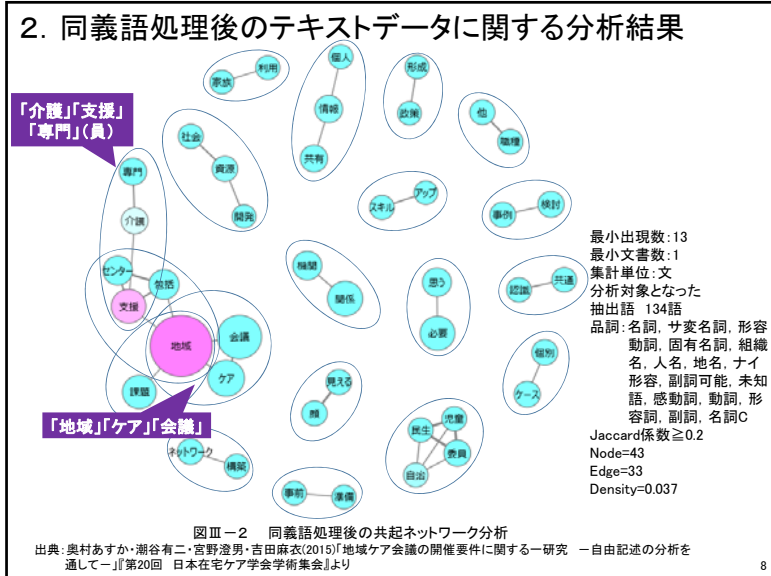 2．同義語処理後のテキストデータに関する分析結果
家族
利用
個人
情報
共有
形成
政策
他
職種
「介護」「支援」
「専門」（員）
社会
資源
開発
専門
介護
スキル
アップ
事例
検討
センター
包括
支援
地域
会議
ケア
課題
機関
関係
思う
必要
認識
共通
個別
ケース
見える
顔
「地域」「ケア」「会議」
ネットワーク
構築
事前
準備
民生
児童
委員
自治
最小出現数：13
最小文書数：1
集計単位：文
分析対象となった
抽出語　134語
品詞：名詞，サ変名詞，形容
動詞，固有名詞，組織
名，人名，地名，ナイ
形容，副詞可能，未知
語，感動詞，動詞，形
容詞，副詞，名詞C
Jaccard係数≧0.2
Node=43
Edge=33
Density=0.037
図Ⅲ－2　同義語処理後の共起ネットワーク分析
出典：奥村あすか・潮谷有二・宮野澄男・吉田麻衣(2015)「地域ケア会議の開催要件に関する一研究　－自由記述の分析を
通して－」『第20回　日本在宅ケア学会学術集会』より
8